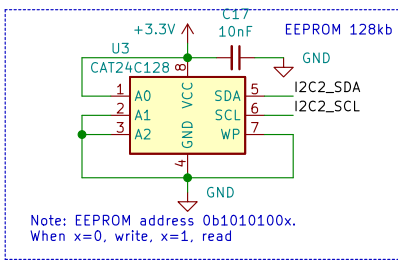 C17
+3.3V
10nF
EEPROM 128kb
U3
GND
CAT24C128
8
I2C2_SDA
1 A0 VCC SDA 5
I2C2_SCL
2 A1 SCL 6
3 A2 GND WP 7
4
GND
Note: EEPROM address 0b1010100x.
When x=0, write, x=1, read